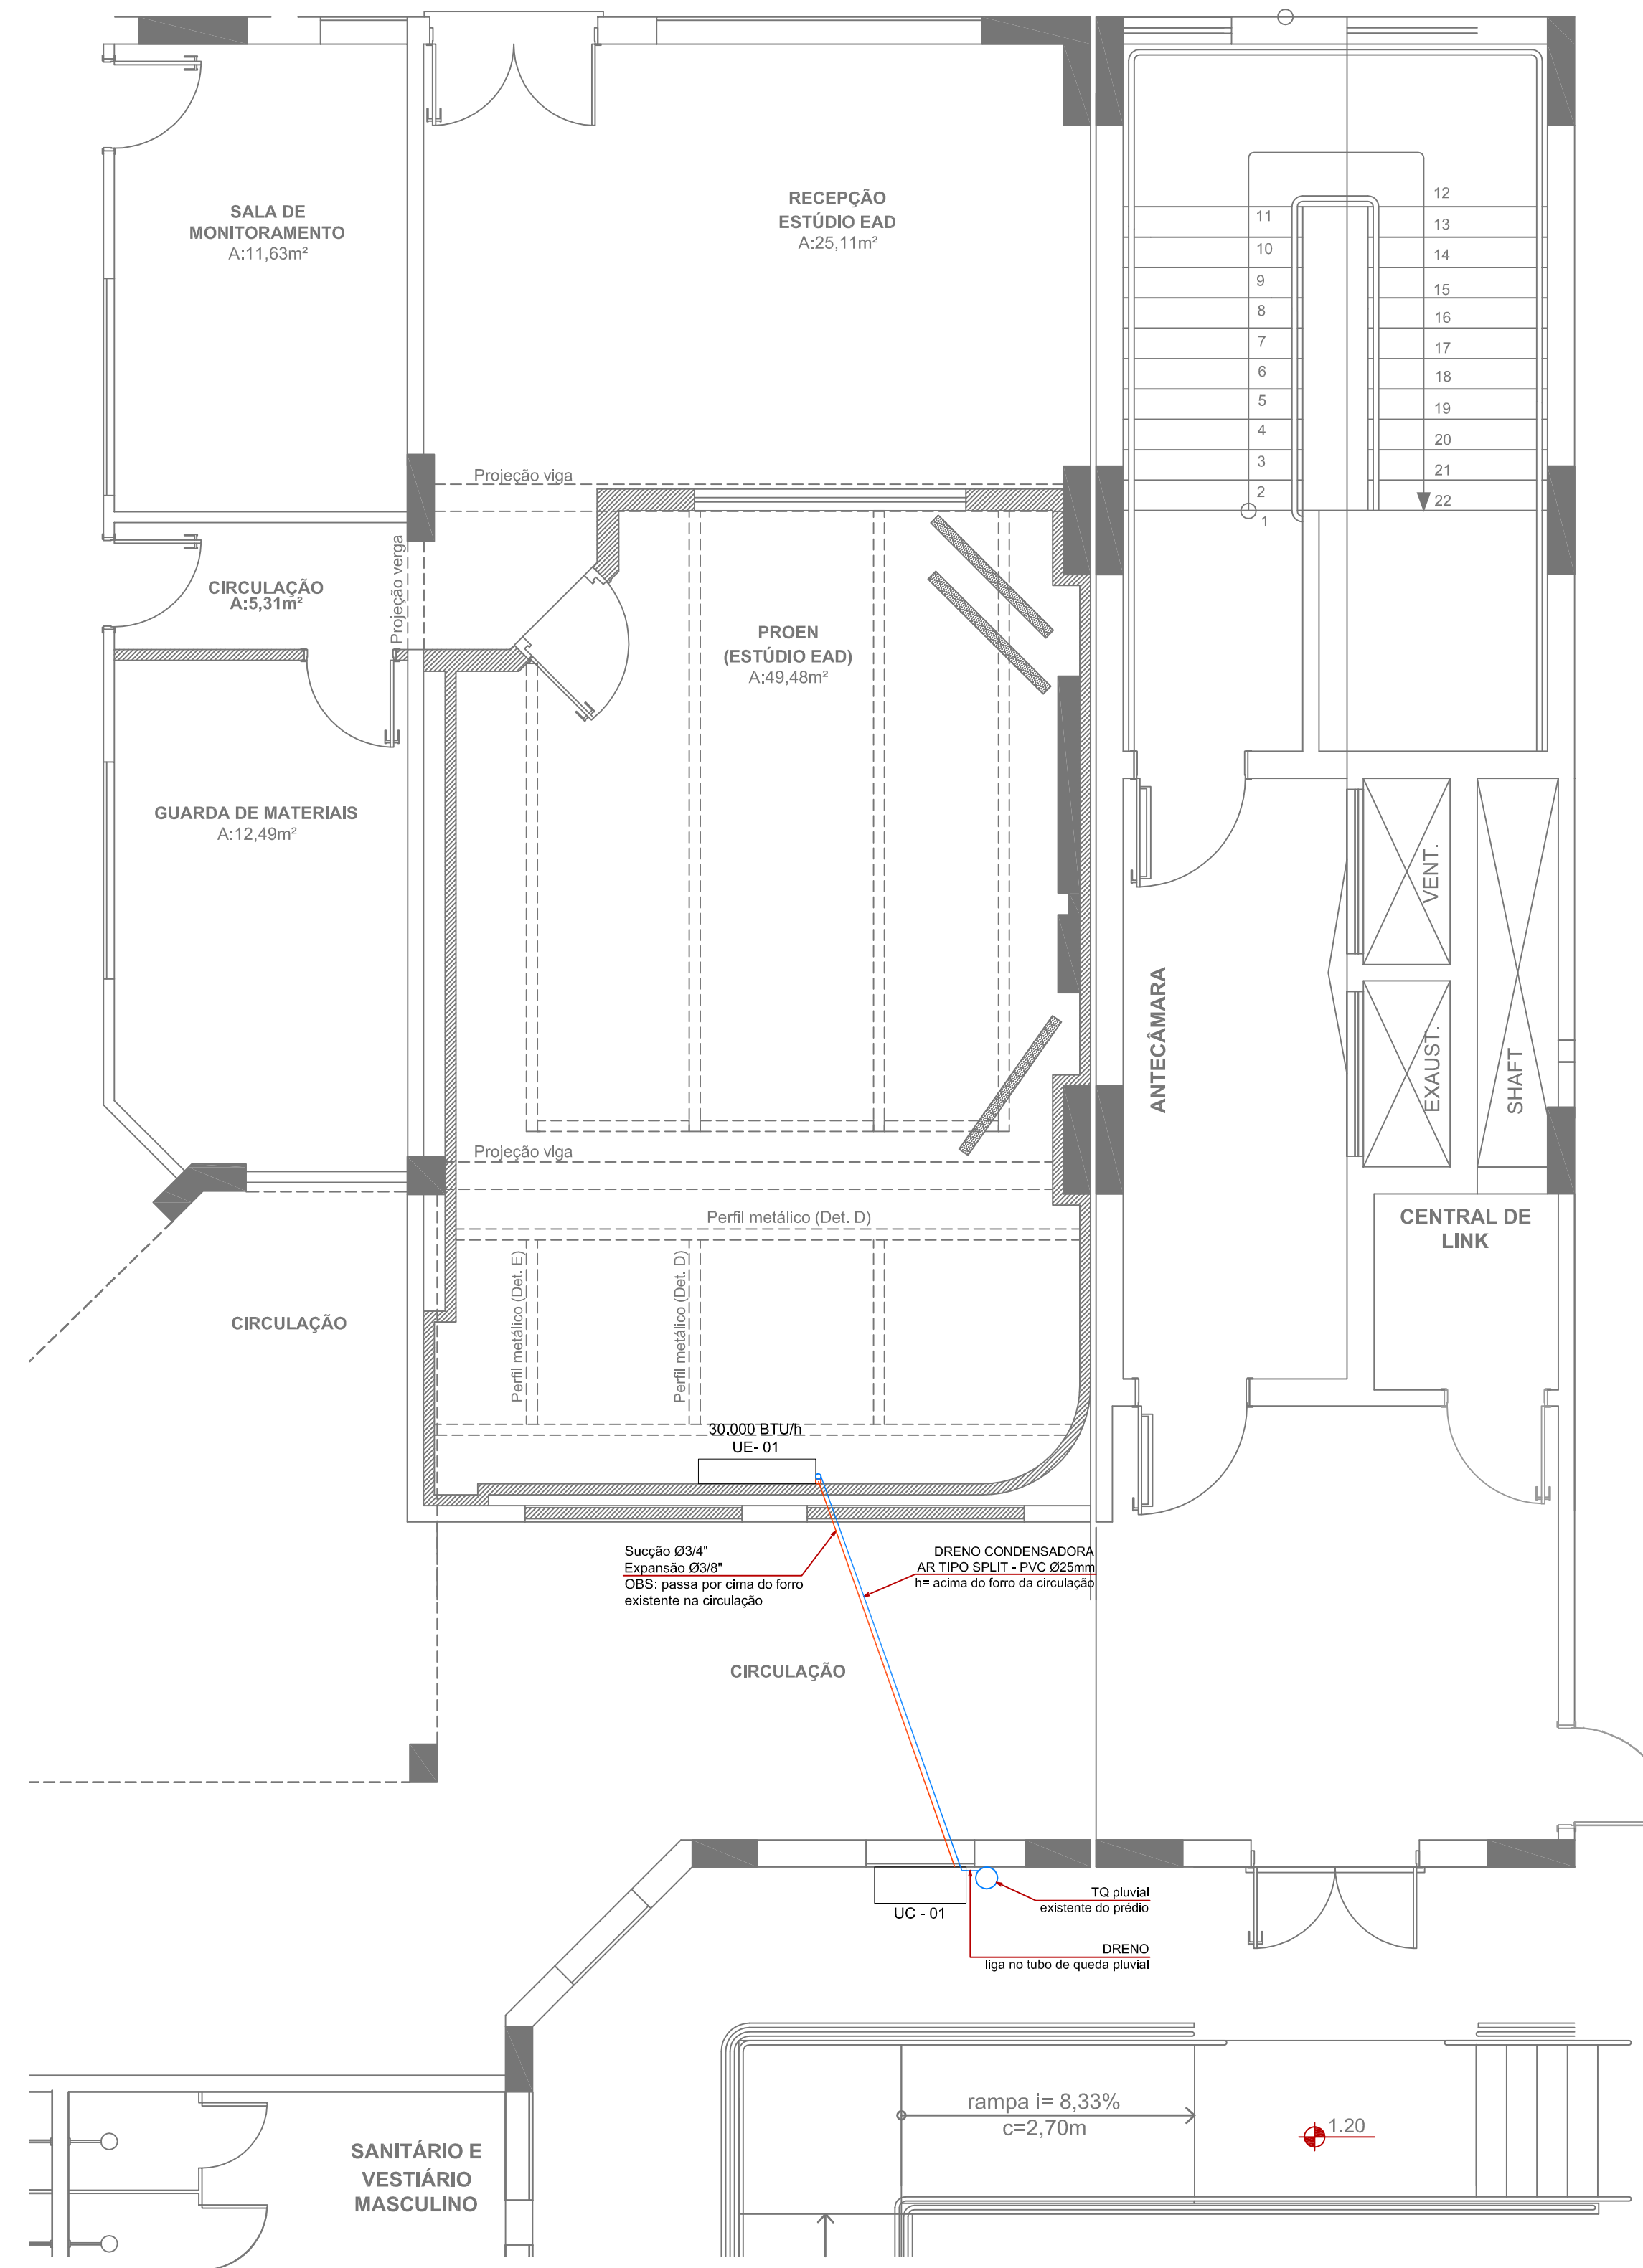 SALA DE
MONITORAMENTO
A:11,63m²
RECEPÇÃO
ESTÚDIO EAD
A:25,11m²
12
11
13
10
14
9
15
8
16
7
17
6
18
5
19
4
20
3
21
2
22
1
Projeção viga
Projeção verga
CIRCULAÇÃO
A:5,31m²
PROEN
(ESTÚDIO EAD)
A:49,48m²
GUARDA DE MATERIAIS
A:12,49m²
VENT.
ANTECÂMARA
EXAUST.
SHAFT
Projeção viga
Perfil metálico (Det. D)
CENTRAL DE
LINK
Perfil metálico (Det. E)
Perfil metálico (Det. D)
CIRCULAÇÃO
30.000 BTU/h
UE- 01
Sucção Ø3/4"
Expansão Ø3/8"
OBS: passa por cima do forro
existente na circulação
DRENO CONDENSADORA
AR TIPO SPLIT - PVC Ø25mm
h= acima do forro da circulação
CIRCULAÇÃO
UC - 01
TQ pluvial
existente do prédio
DRENO
liga no tubo de queda pluvial
rampa i= 8,33%
c=2,70m
1.20
SANITÁRIO E
VESTIÁRIO
MASCULINO